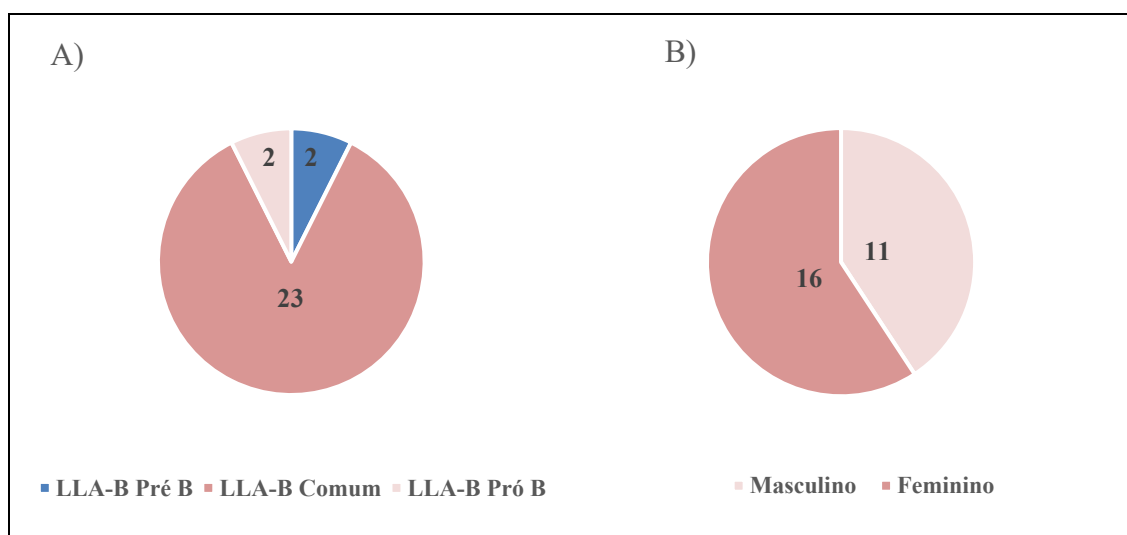 A)
B)
2
2
23
11
16
LLA-B Pré B LLA-B Comum LLA-B Pró B
Masculino Feminino